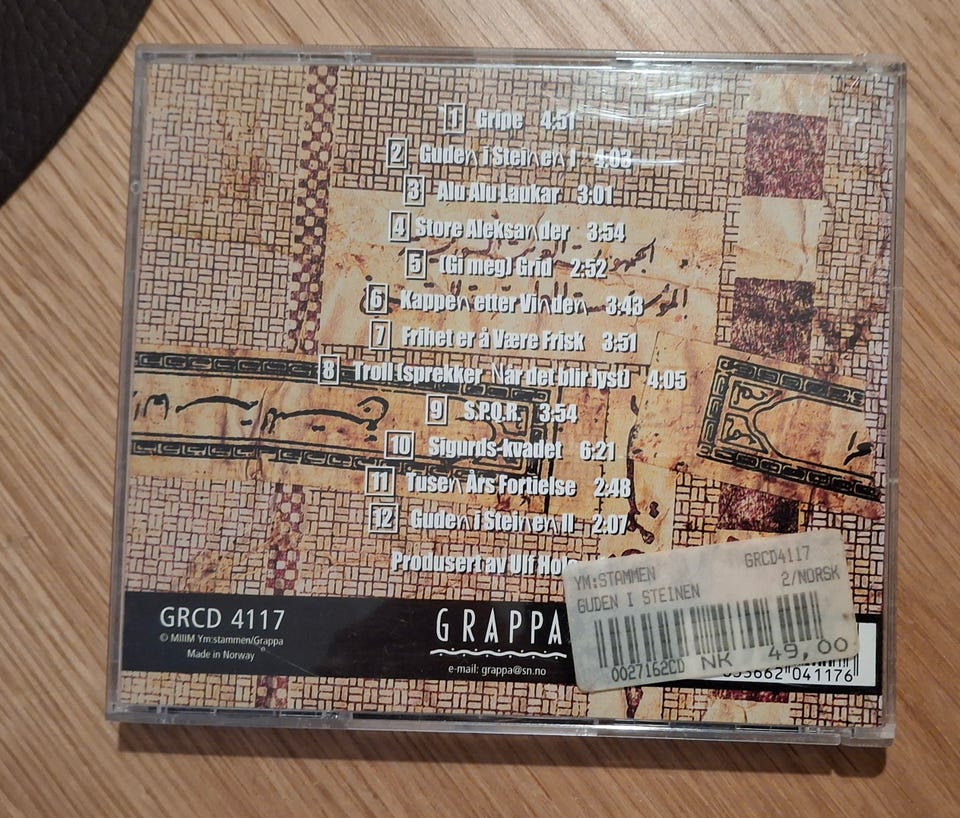 1 Gripe 4:51
2 Guden i Steinen I 4:03
3 Alu Alu Laukar 3:01
4 Store Aleksander 3:54
5 (Gi meg) Grid 2:52
6 Kappen etter Vinden 3:43
7 Frihet er å Være Frisk 3:51
8 Troll (sprekker Når det blir lyst) 4:05
9 S.P.Q.R. 3:54
10 Sigurds-kvadet 6:21
11 Tusen Års Fortielse 2:48
12 Guden i Steinen II 2:07
Produsert av Ulf
YM:STAMMEN GRCD4117
GUDEN I STEINEN 2/NORSK
0027162CD NK 49,00
GRCD 4117
© MIIIM Ym:stammen/Grappa
Made in Norway
GRAPPA
e-mail: grappa@sn.no
041176